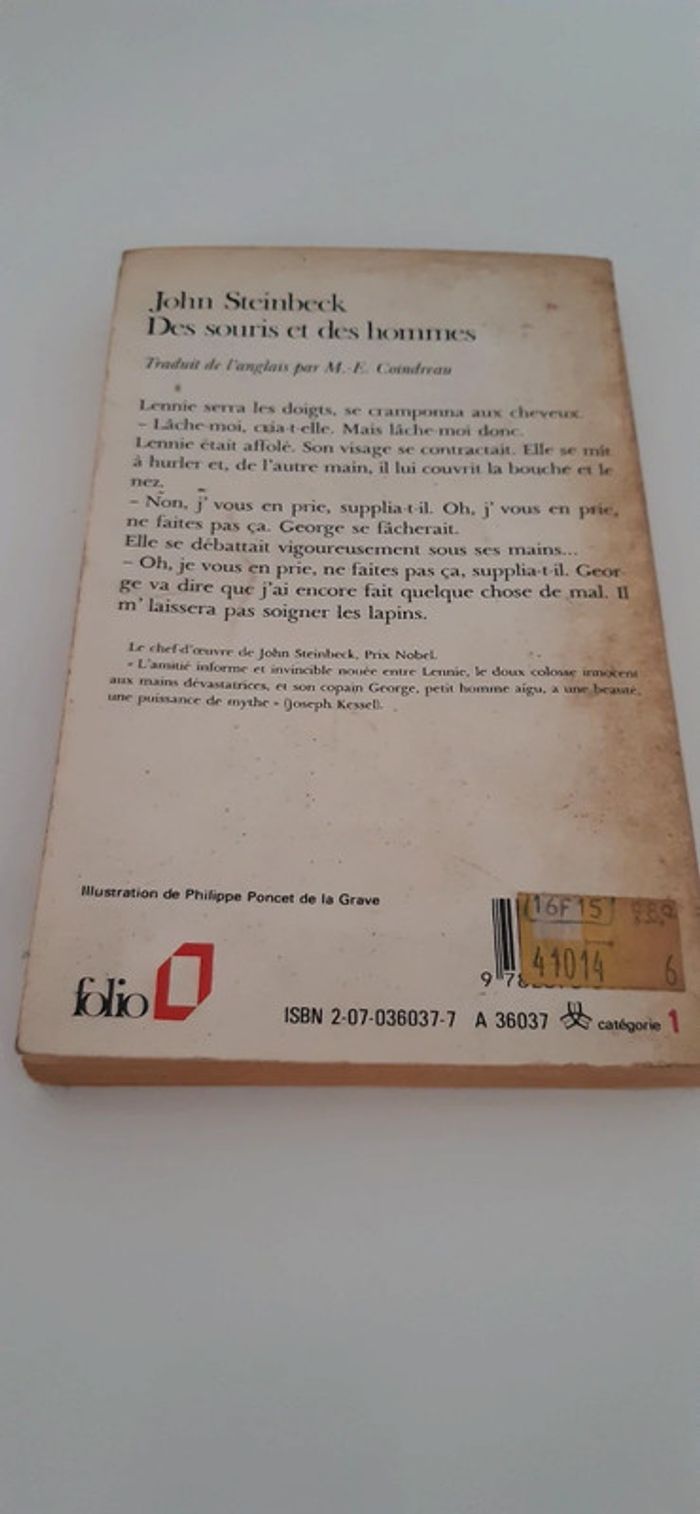 John Steinbeck
Des souris et des hommes
Traduit de l'anglais par M.-E. Coindreau
Lennie serra les doigts, se cramponna aux cheveux.
– Lâche-moi, cria-t-elle. Mais lâche-moi donc.
Lennie était affolé. Son visage se contractait. Elle se mit
à hurler et, de l'autre main, il lui couvrit la bouche et le
nez.
– Non, j' vous en prie, supplia-t-il. Oh, j' vous en prie,
ne faites pas ça. George se fâcherait.
Elle se débattait vigoureusement sous ses mains...
– Oh, je vous en prie, ne faites pas ça, supplia-t-il. Geor-
ge va dire que j'ai encore fait quelque chose de mal. Il
m' laissera pas soigner les lapins.
Le chef-d'œuvre de John Steinbeck, Prix Nobel.
« L'amitié informe et invincible nouée entre Lennie, le doux colosse innocent
aux mains dévastatrices, et son copain George, petit homme aigu, a une beauté,
une puissance de mythe » (Joseph Kessel).
Illustration de Philippe Poncet de la Grave
16F15
41014 6
9 78
folio
ISBN 2-07-036037-7 A 36037 catégorie 1